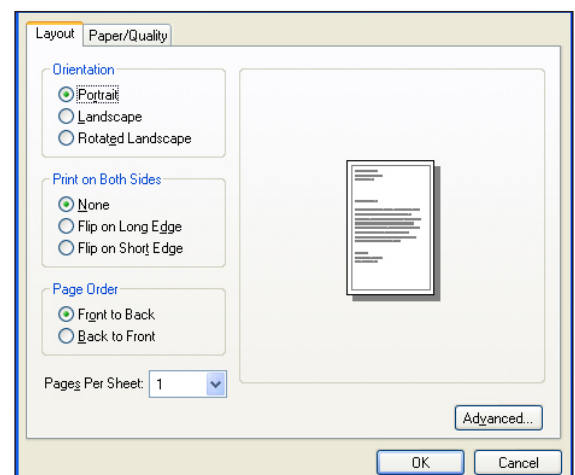 Layout Paper/Quality
Orientation
Portrait
Landscape
Rotated Landscape
Print on Both Sides
None
Flip on Long Edge
Flip on Short Edge
Page Order
Front to Back
Back to Front
Pages Per Sheet: 1
Advanced...
OK Cancel